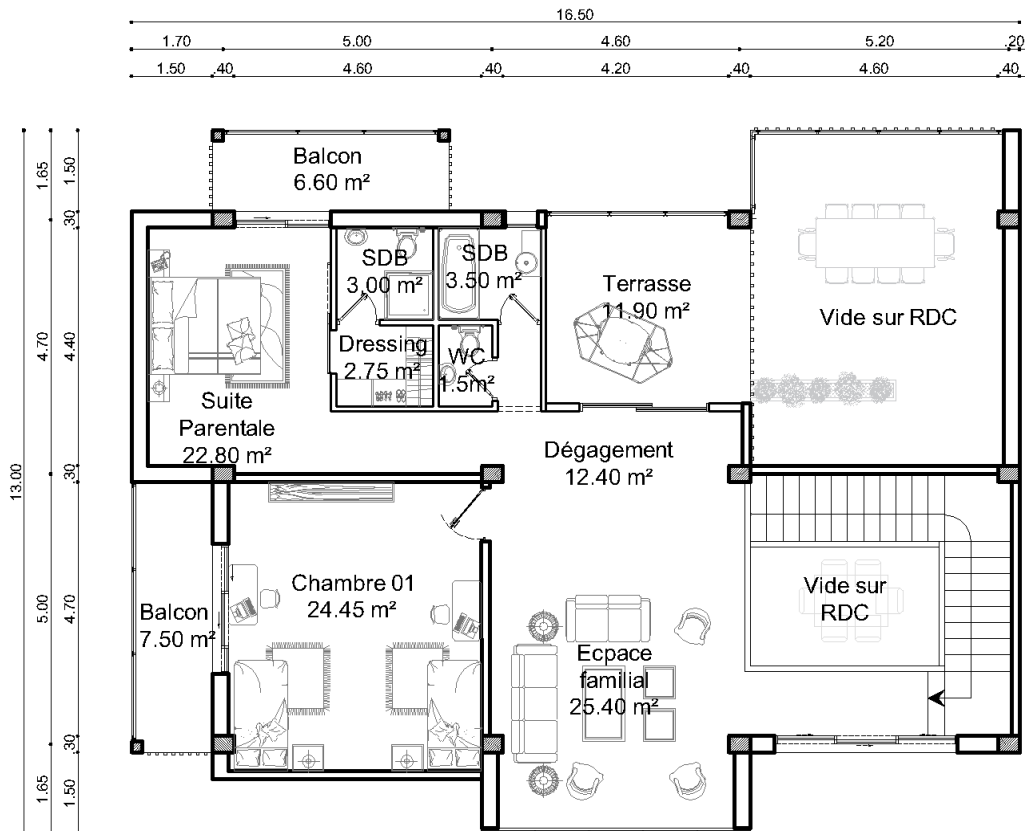 16.50
1.70 5.00 4.60 5.20 .20
1.50 .40 4.60 .40 4.20 .40 4.60 .40
13.00
1.65 4.70 5.00 1.65
1.50 .30 4.40 .30 4.70 .30 1.50
Balcon
6.60 m²
SDB
3.00 m²
SDB
3.50 m²
Terrasse
11.90 m²
Vide sur RDC
Dressing
2.75 m²
WC
1.5m²
Suite
Parentale
22.80 m²
Dégagement
12.40 m²
Chambre 01
24.45 m²
Balcon
7.50 m²
Vide sur
RDC
Ecpace
familial
25.40 m²